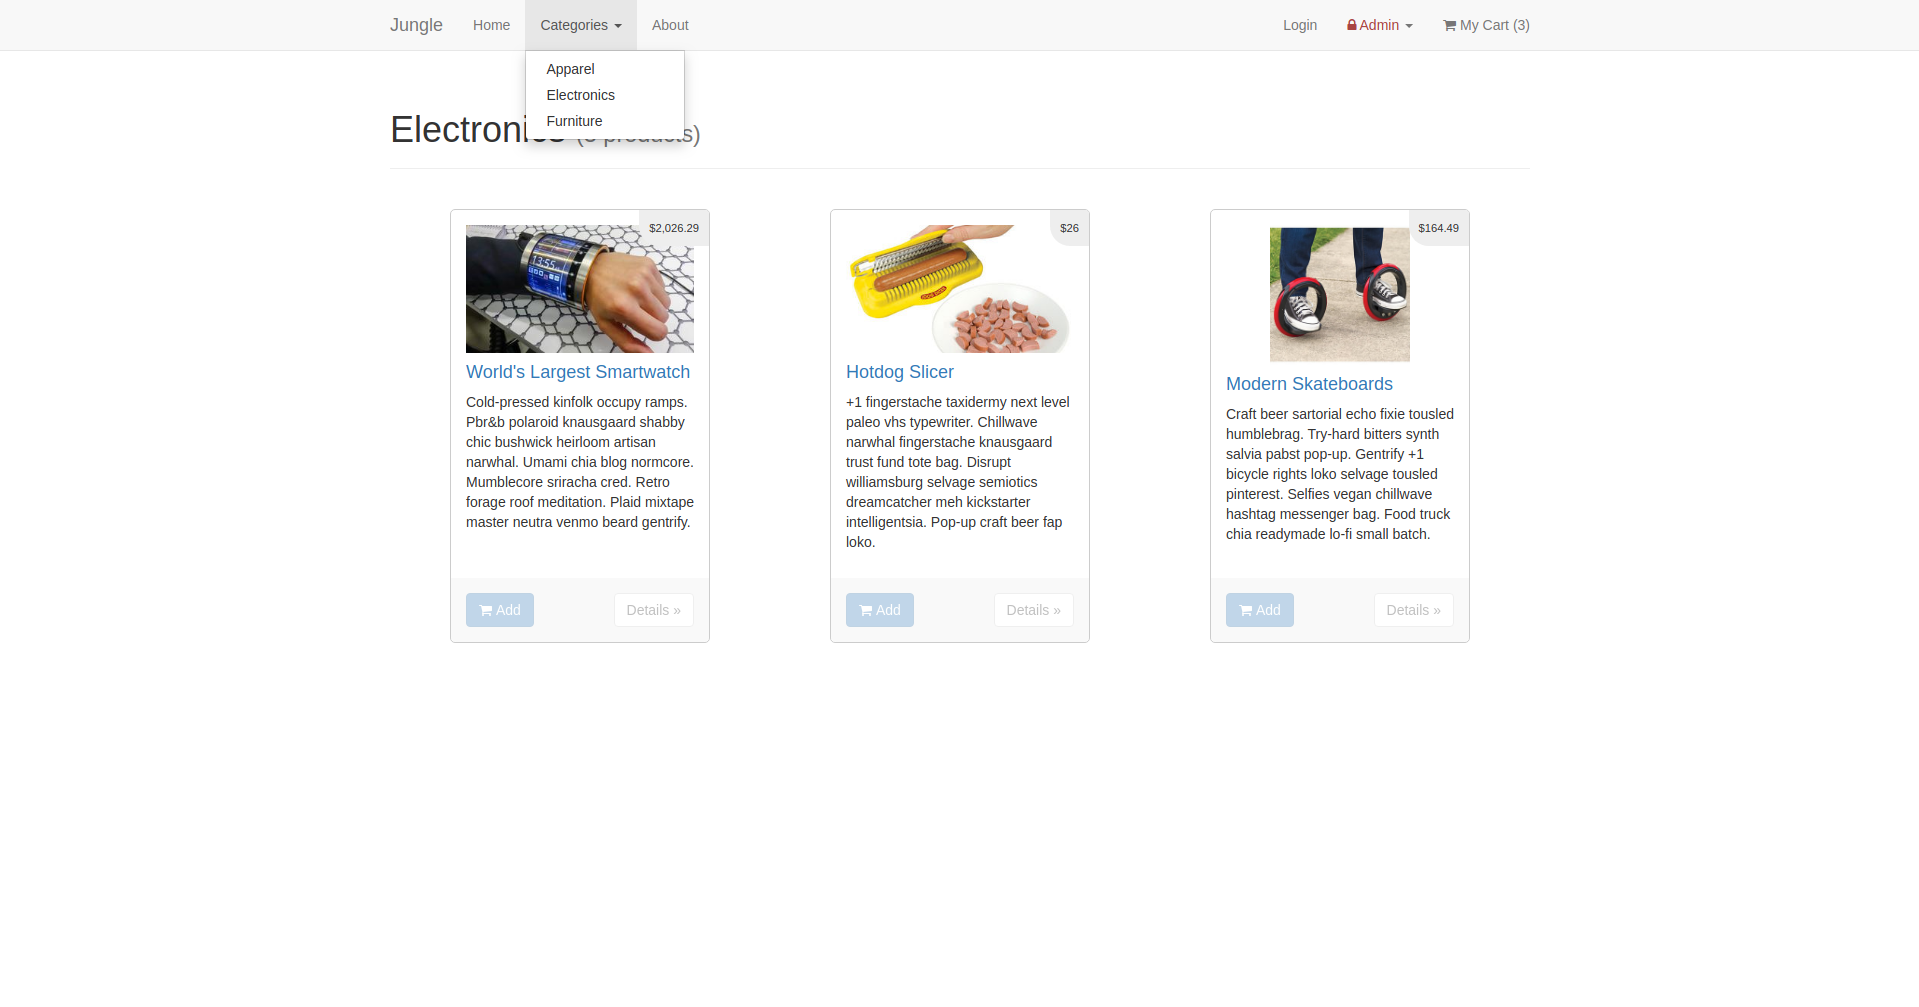 Jungle Home Categories About Login Admin My Cart (3)
Apparel
Electronics
Furniture
Electronics products)
$2,026.29
13:55
World's Largest Smartwatch
Cold-pressed kinfolk occupy ramps.
Pbr&b polaroid knausgaard shabby
chic bushwick heirloom artisan
narwhal. Umami chia blog normcore.
Mumblecore sriracha cred. Retro
forage roof meditation. Plaid mixtape
master neutra venmo beard gentrify.
Add Details »
$26
Hotdog Slicer
+1 fingerstache taxidermy next level
paleo vhs typewriter. Chillwave
narwhal fingerstache knausgaard
trust fund tote bag. Disrupt
williamsburg selvage semiotics
dreamcatcher meh kickstarter
intelligentsia. Pop-up craft beer fap
loko.
Add Details »
$164.49
Modern Skateboards
Craft beer sartorial echo fixie tousled
humblebrag. Try-hard bitters synth
salvia pabst pop-up. Gentrify +1
bicycle rights loko selvage tousled
pinterest. Selfies vegan chillwave
hashtag messenger bag. Food truck
chia readymade lo-fi small batch.
Add Details »